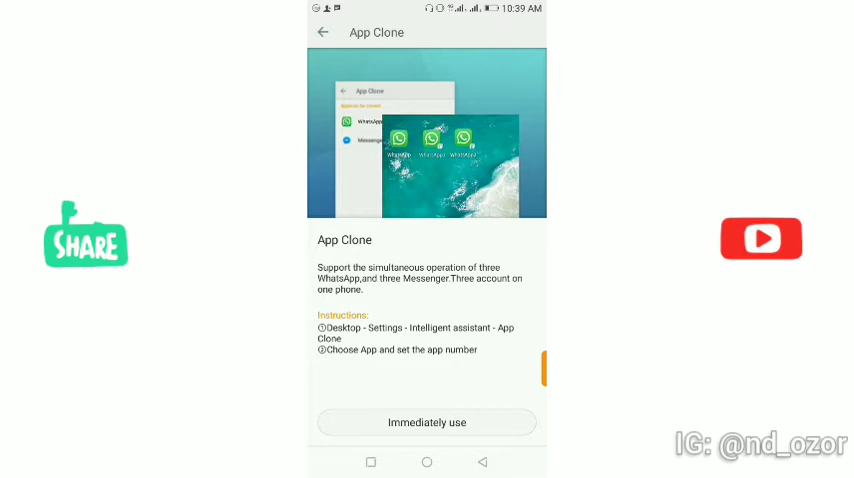 10:39 AM
App Clone
App Clone
WhatsApp
Messenger
WhatsApp WhatsApp WhatsApp
SHARE
App Clone
Support the simultaneous operation of three
WhatsApp,and three Messenger.Three account on
one phone.
Instructions:
①Desktop - Settings - Intelligent assistant - App
Clone
②Choose App and set the app number
Immediately use
IG: @nd_ozor